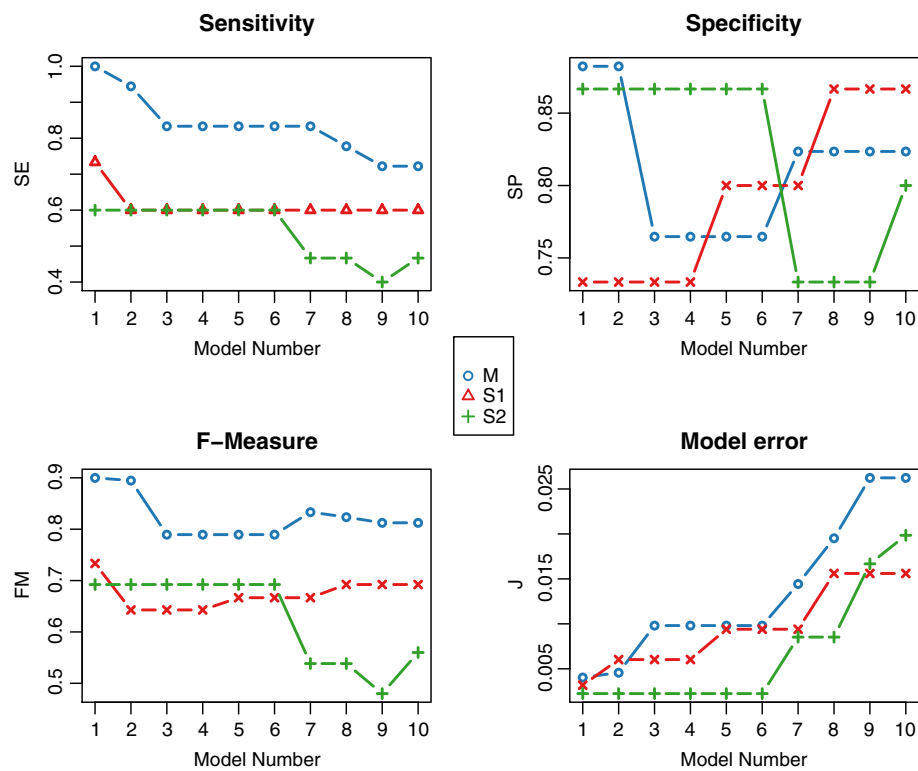 Sensitivity
SE
1.0
0.8
0.6
0.4
1 2 3 4 5 6 7 8 9 10
Model Number
Specificity
SP
0.85
0.80
0.75
1 2 3 4 5 6 7 8 9 10
Model Number
M
S1
S2
F−Measure
FM
0.9
0.8
0.7
0.6
0.5
1 2 3 4 5 6 7 8 9 10
Model Number
Model error
J
0.025
0.015
0.005
1 2 3 4 5 6 7 8 9 10
Model Number